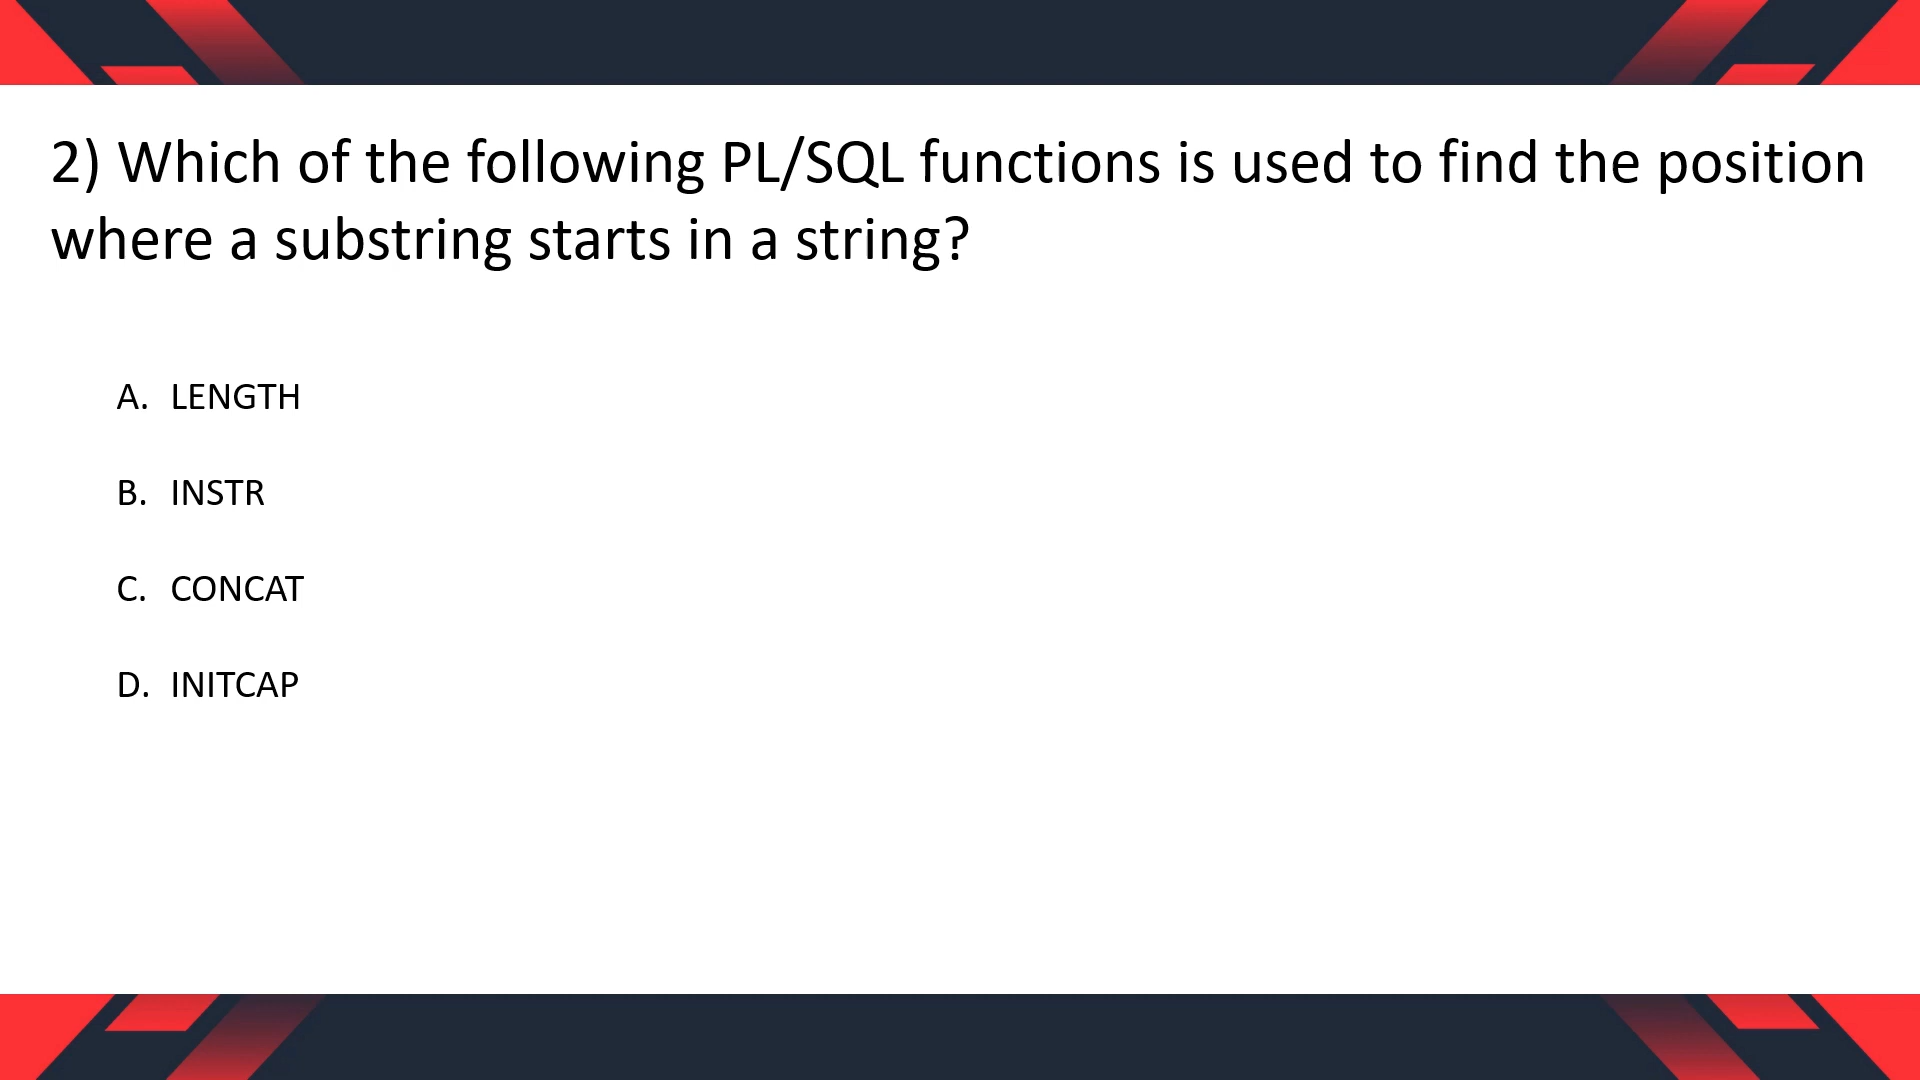 2) Which of the following PL/SQL functions is used to find the position
where a substring starts in a string?
A. LENGTH
B. INSTR
C. CONCAT
D. INITCAP